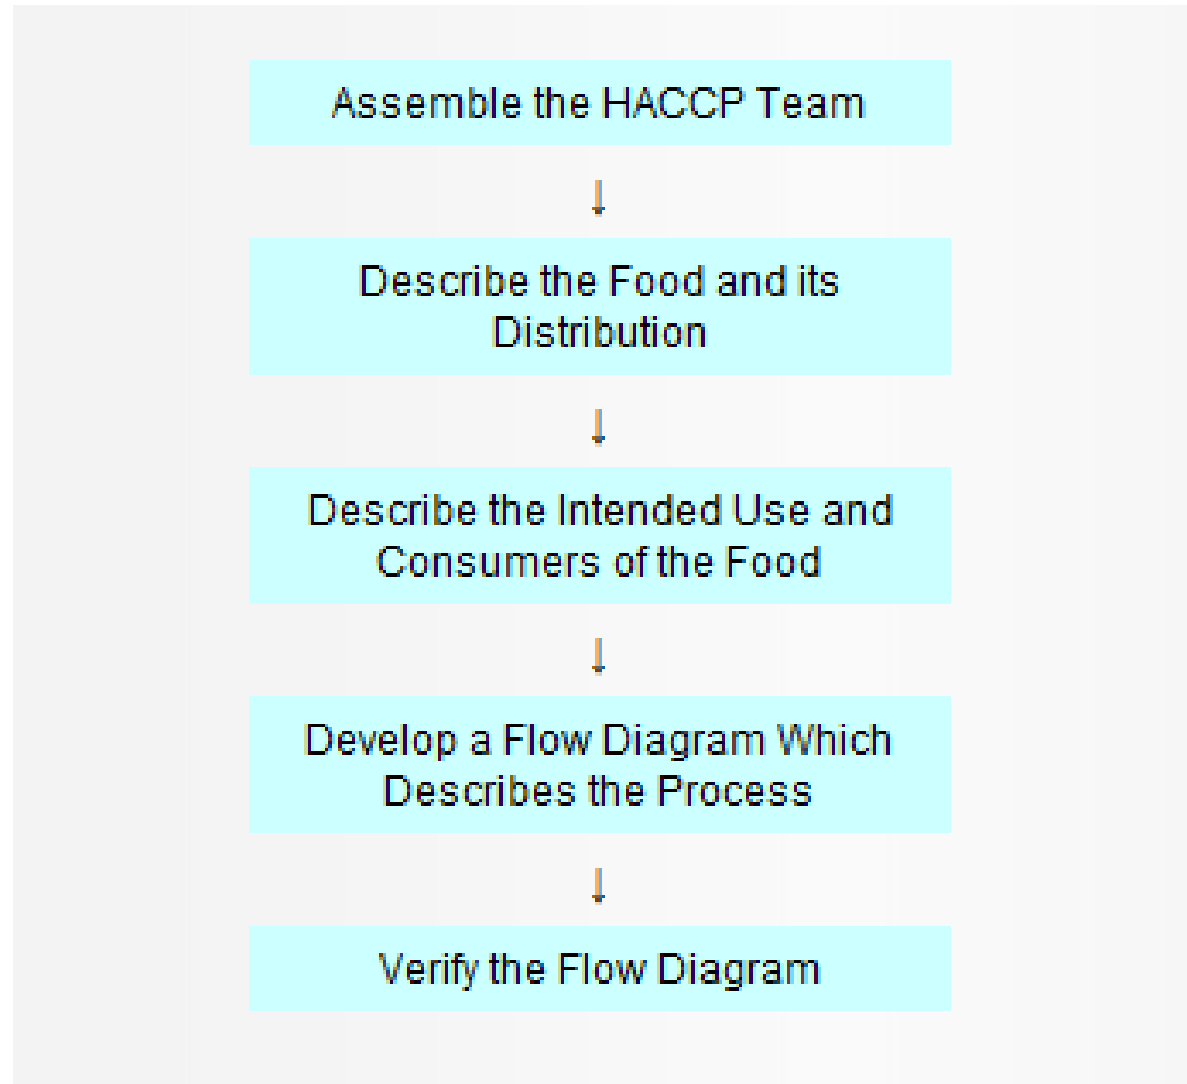 Assemble the HACCP Team
Describe the Food and its
Distribution
Describe the Intended Use and
Consumers of the Food
Develop a Flow Diagram Which
Describes the Process
Verify the Flow Diagram